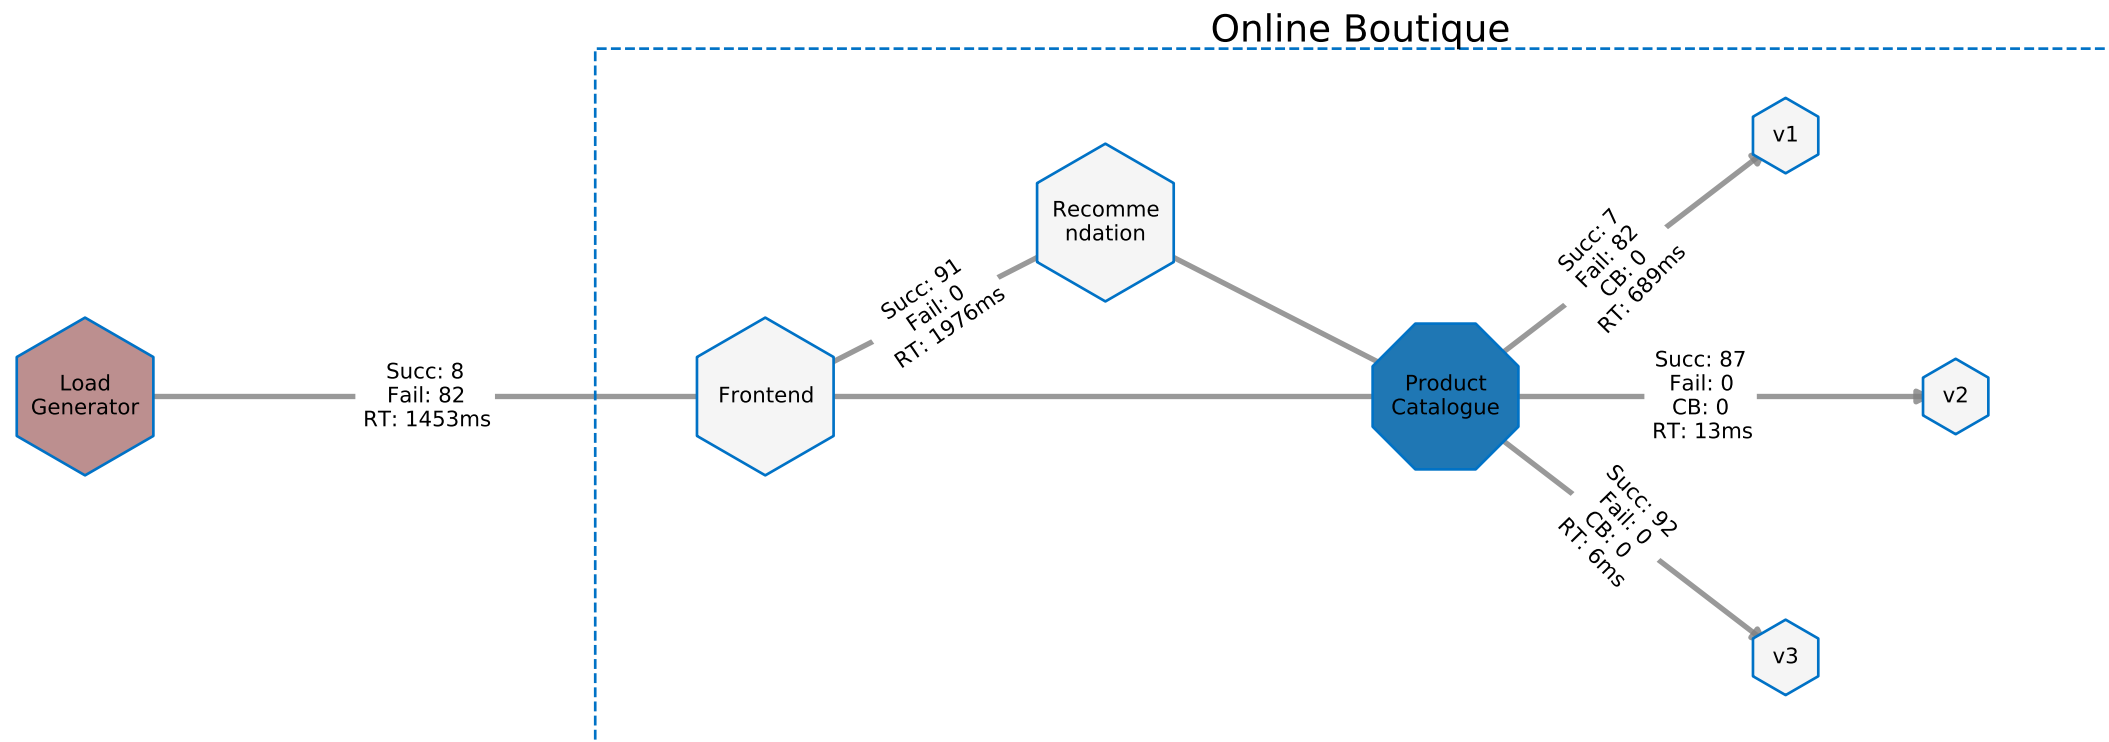 Online Boutique
Load
Generator
Succ: 8
Fail: 82
RT: 1453ms
Frontend
Succ: 91
Fail: 0
RT: 1976ms
Recomme
ndation
Product
Catalogue
Succ: 7
Fail: 82
CB: 0
RT: 689ms
v1
Succ: 87
Fail: 0
CB: 0
RT: 13ms
v2
Succ: 92
Fail: 0
CB: 0
RT: 6ms
v3